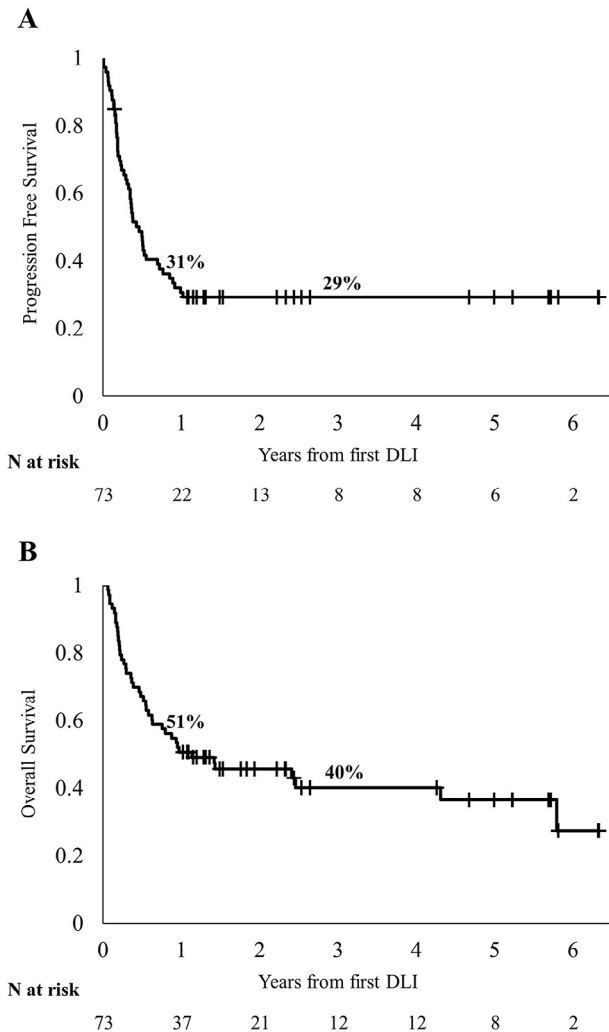 A
Progression Free Survival
1
0.8
0.6
0.4
0.2
0
31%
29%
0 1 2 3 4 5 6
Years from first DLI
N at risk
73 22 13 8 8 6 2
B
Overall Survival
1
0.8
0.6
0.4
0.2
0
51%
40%
0 1 2 3 4 5 6
Years from first DLI
N at risk
73 37 21 12 12 8 2